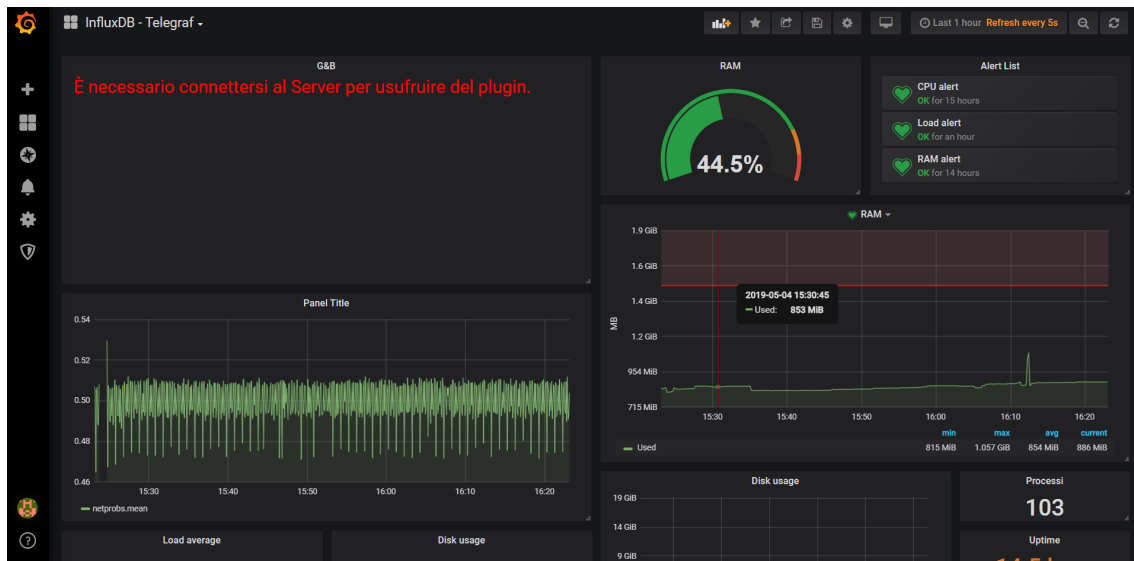 InfluxDB - Telegraf
Last 1 hour Refresh every 5s
G&B
È necessario connettersi al Server per usufruire del plugin.
RAM
44.5%
Alert List
CPU alert
OK for 15 hours
Load alert
OK for an hour
RAM alert
OK for 14 hours
RAM
1.9 GiB
1.6 GiB
1.4 GiB
1.2 GiB
954 MiB
715 MiB
MB
2019-05-04 15:30:45
Used: 853 MiB
15:30 15:40 15:50 16:00 16:10 16:20
min max avg current
Used 815 MiB 1.057 GiB 854 MiB 886 MiB
Panel Title
0.54
0.52
0.50
0.48
0.46
15:30 15:40 15:50 16:00 16:10 16:20
netprobs.mean
Disk usage
19 GiB
14 GiB
9 GiB
Processi
103
Load average
Disk usage
Uptime